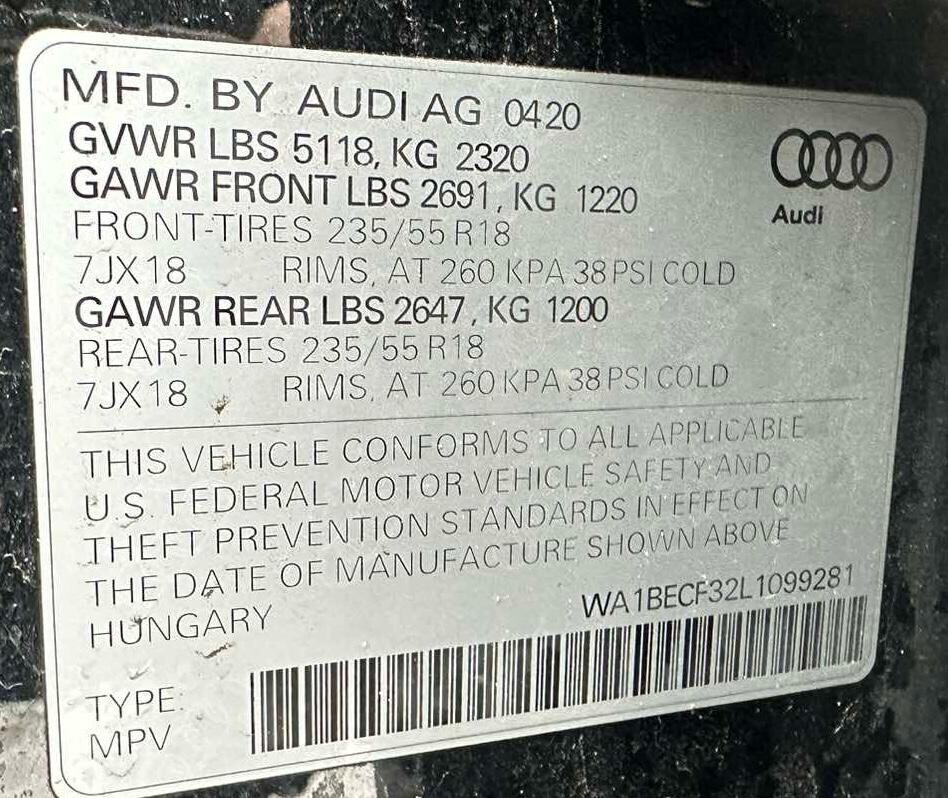 MFD. BY AUDI AG 0420
GVWR LBS 5118, KG 2320
GAWR FRONT LBS 2691, KG 1220
FRONT-TIRES 235/55 R18
7JX18 RIMS, AT 260 KPA 38 PSI COLD
GAWR REAR LBS 2647, KG 1200
REAR-TIRES 235/55 R18
7JX18 RIMS, AT 260 KPA 38 PSI COLD
Audi
THIS VEHICLE CONFORMS TO ALL APPLICABLE
U.S. FEDERAL MOTOR VEHICLE SAFETY AND
THEFT PREVENTION STANDARDS IN EFFECT ON
THE DATE OF MANUFACTURE SHOWN ABOVE
HUNGARY
WA1BECF32L1099281
TYPE:
MPV